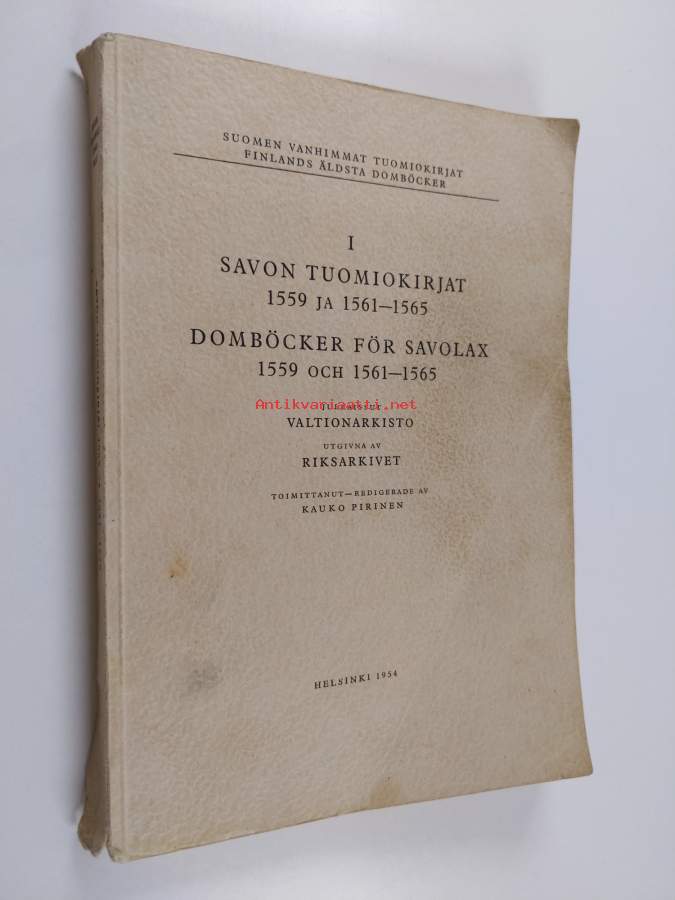 SUOMEN VANHIMMAT TUOMIOKIRJAT
FINLANDS ÄLDSTA DOMBÖCKER
I
SAVON TUOMIOKIRJAT
1559 JA 1561—1565
DOMBÖCKER FÖR SAVOLAX
1559 OCH 1561—1565
Antikvariaatti.net
JULKAISSUT
VALTIONARKISTO
UTGIVNA AV
RIKSARKIVET
TOIMITTANUT—REDIGERADE AV
KAUKO PIRINEN
HELSINKI 1954